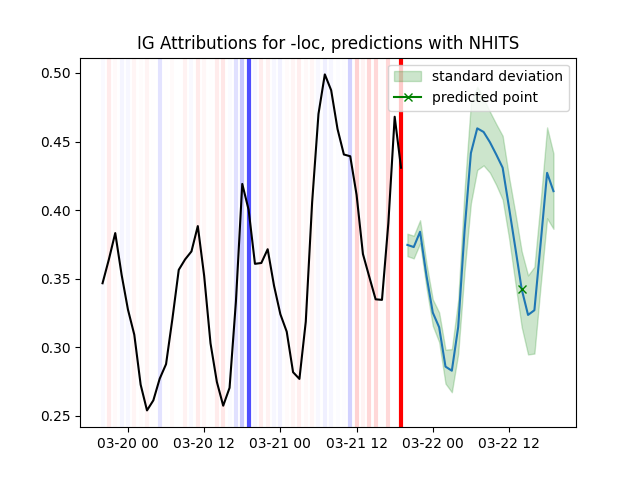 IG Attributions for -loc, predictions with NHITS
standard deviation
predicted point
0.50
0.45
0.40
0.35
0.30
0.25
03-20 00 03-20 12 03-21 00 03-21 12 03-22 00 03-22 12